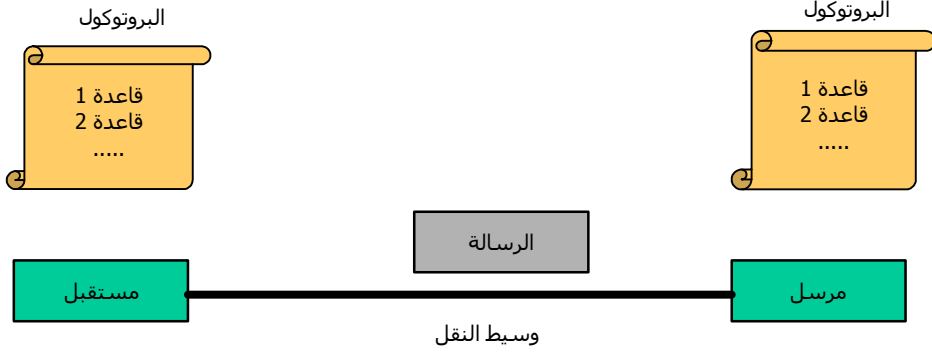 البروتوكول
قاعدة 1
قاعدة 2
.....
البروتوكول
قاعدة 1
قاعدة 2
.....
الرسالة
مرسل
مستقبل
وسيط النقل